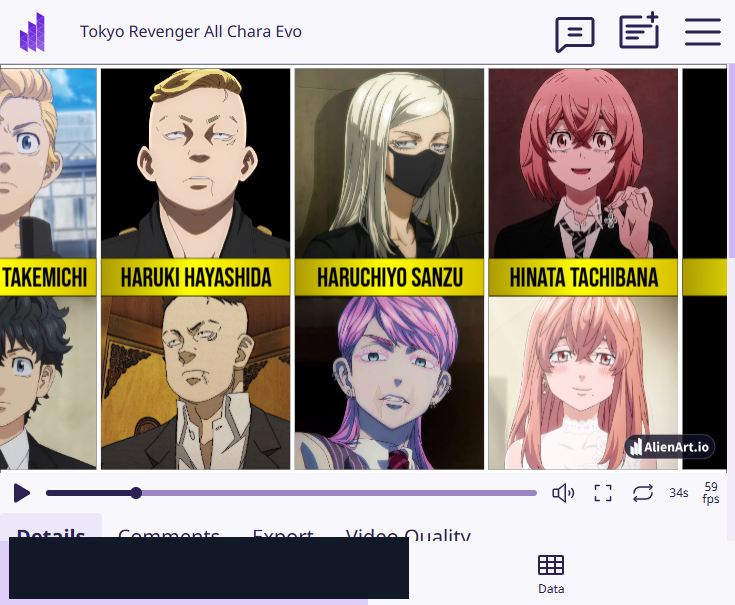 Tokyo Revenger All Chara Evo
TAKEMICHI
HARUKI HAYASHIDA
HARUCHIYO SANZU
HINATA TACHIBANA
AlienArt.io
34s
59
fps
Details
Comments
Export
Video Quality
Data